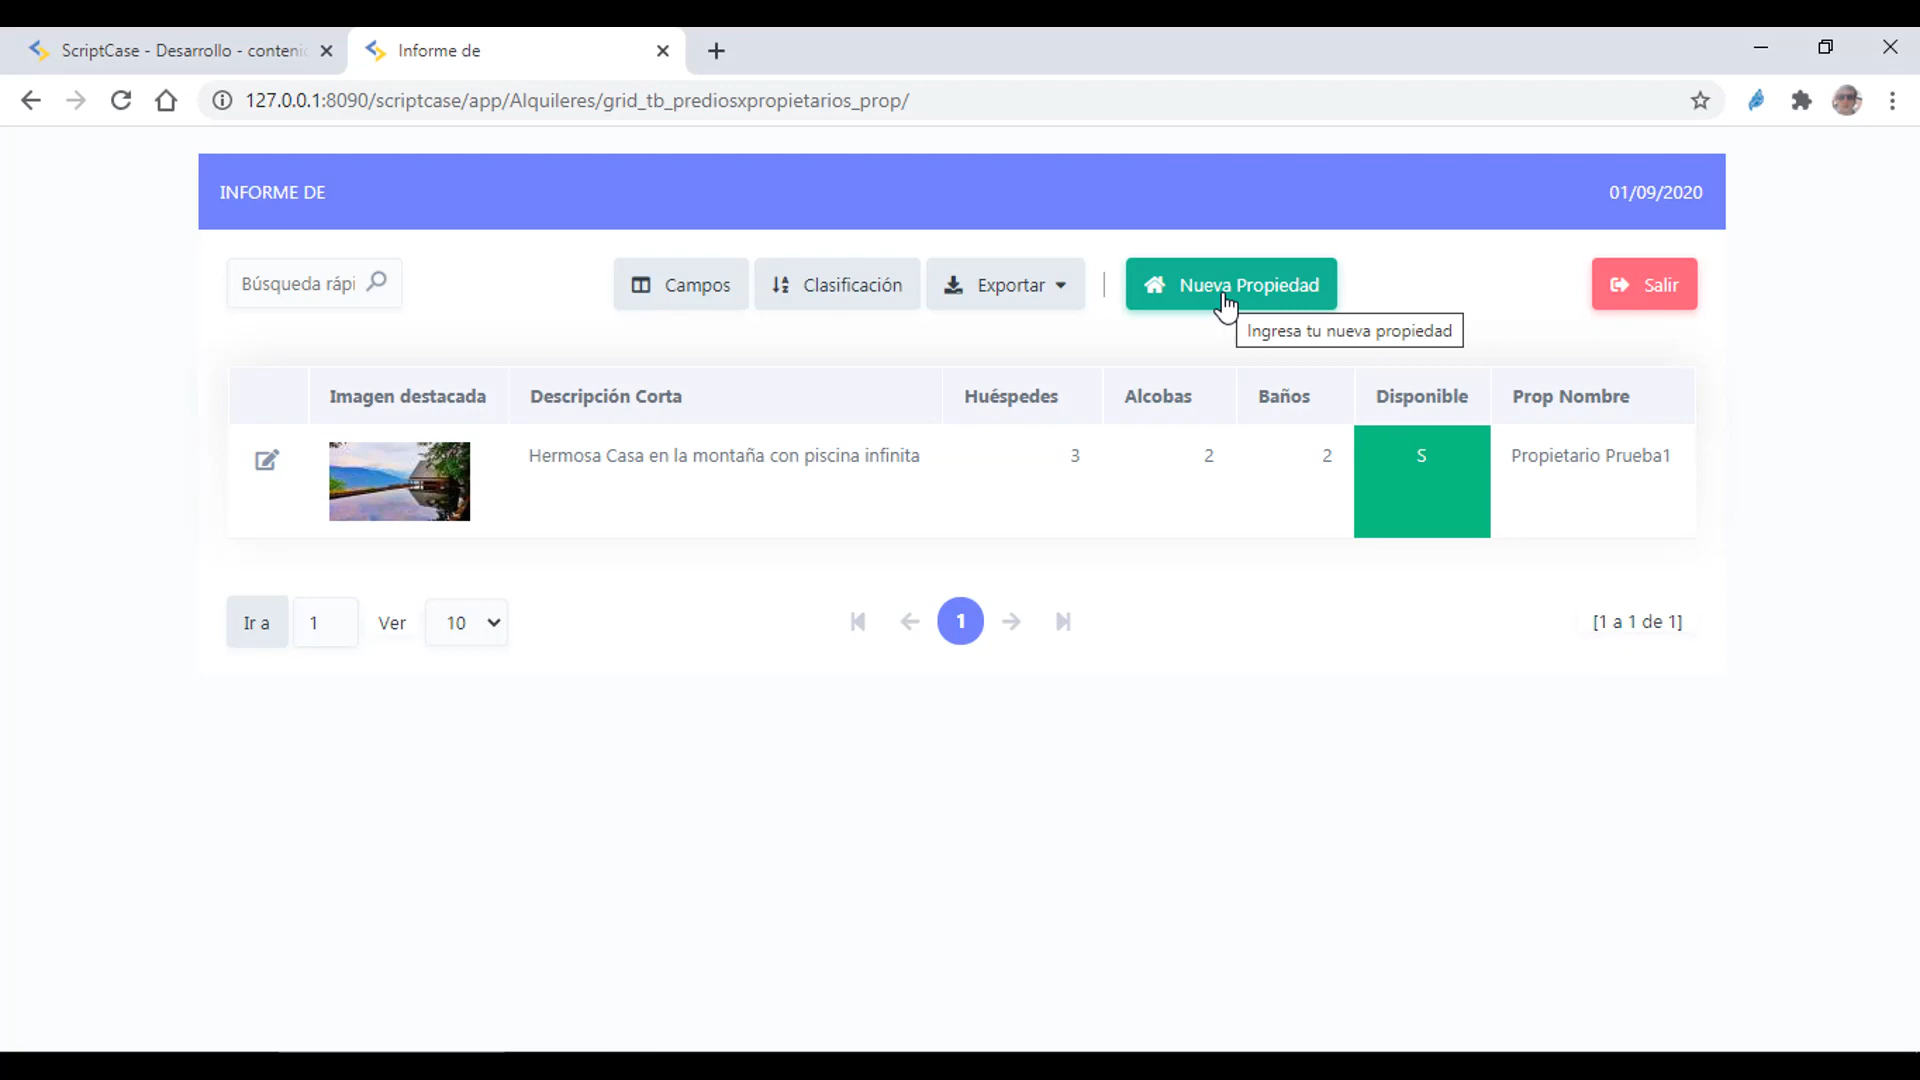 ScriptCase - Desarrollo - conteni
Informe de
127.0.0.1:8090/scriptcase/app/Alquileres/grid_tb_prediosxpropietarios_prop/
INFORME DE
01/09/2020
Búsqueda rápi
Campos
Clasificación
Exportar
Nueva Propiedad
Salir
Ingresa tu nueva propiedad
Imagen destacada Descripción Corta Huéspedes Alcobas Baños Disponible Prop Nombre
Hermosa Casa en la montaña con piscina infinita 3 2 2 S Propietario Prueba1
Ir a 1 Ver 10 1 [1 a 1 de 1]